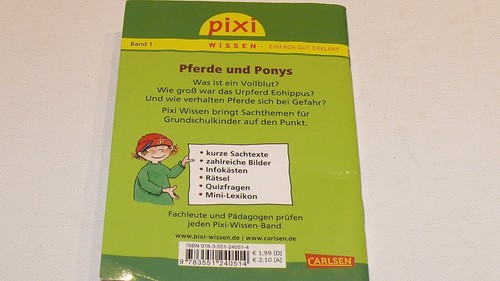 pixi
WISSEN · EINFACH GUT ERKLÄRT
Band 1
Pferde und Ponys
Was ist ein Vollblut?
Wie groß war das Urpferd Eohippus?
Und wie verhalten Pferde sich bei Gefahr?
Pixi Wissen bringt Sachthemen für
Grundschulkinder auf den Punkt.
• kurze Sachtexte
• zahlreiche Bilder
• Infokästen
• Rätsel
• Quizfragen
• Mini-Lexikon
Fachleute und Pädagogen prüfen
jeden Pixi-Wissen-Band.
www.pixi-wissen.de | www.carlsen.de
ISBN 978-3-551-24051-4
€ 1,99 [D]
€ 2,10 [A]
9 783551 240514
CARLSEN